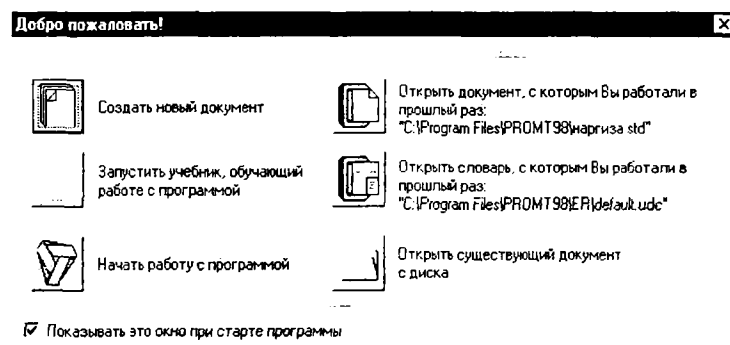 Добро пожаловать!
Создать новый документ
Открыть документ, с которым Вы работали в
прошлый раз:
"C:\Program Files\PROMT98\наргиза.std"
Запустить учебник, обучающий
работе с программой
Открыть словарь, с которым Вы работали в
прошлый раз:
"C:\Program Files\PROMT98\ER\default.udc"
Начать работу с программой
Открыть существующий документ
с диска
Показывать это окно при старте программы